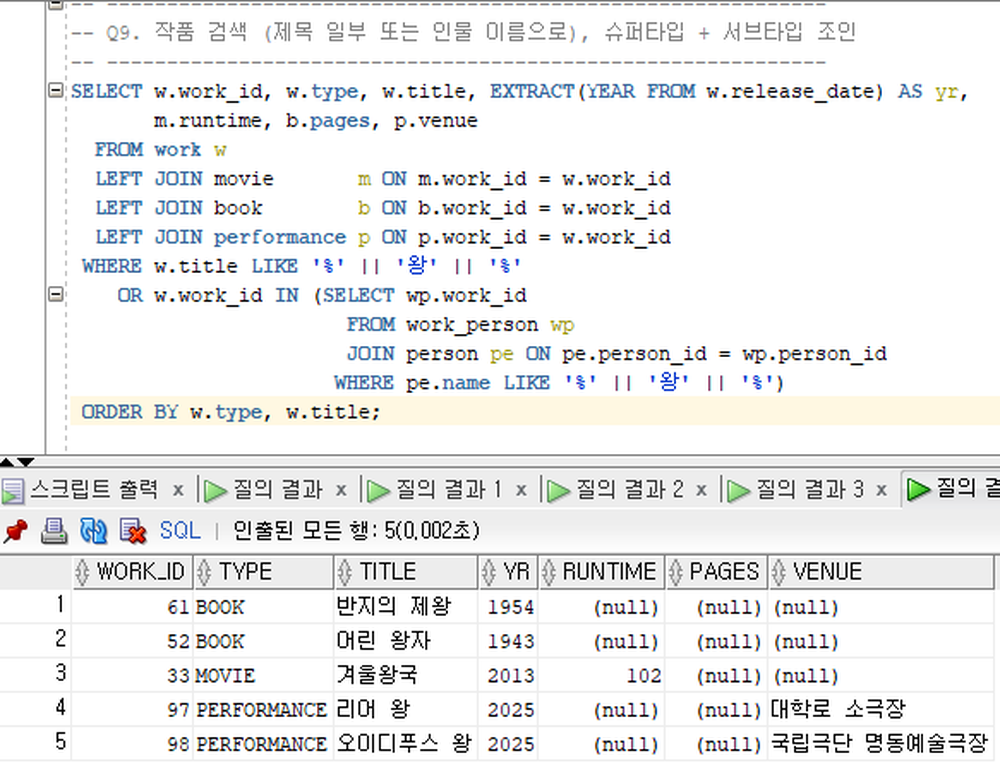 -- ------------------------------------------------------------
-- Q9. 작품 검색 (제목 일부 또는 인물 이름으로), 슈퍼타입 + 서브타입 조인
-- ------------------------------------------------------------
SELECT w.work_id, w.type, w.title, EXTRACT(YEAR FROM w.release_date) AS yr,
       m.runtime, b.pages, p.venue
  FROM work w
  LEFT JOIN movie       m ON m.work_id = w.work_id
  LEFT JOIN book        b ON b.work_id = w.work_id
  LEFT JOIN performance p ON p.work_id = w.work_id
 WHERE w.title LIKE '%' || '왕' || '%'
    OR w.work_id IN (SELECT wp.work_id
                       FROM work_person wp
                       JOIN person pe ON pe.person_id = wp.person_id
                      WHERE pe.name LIKE '%' || '왕' || '%')
 ORDER BY w.type, w.title;
스크립트 출력 x 질의 결과 x 질의 결과 1 x 질의 결과 2 x 질의 결과 3 x 질의
SQL | 인출된 모든 행: 5(0,002초)
WORK_ID TYPE TITLE YR RUNTIME PAGES VENUE
1 61 BOOK 반지의 제왕 1954 (null) (null) (null)
2 52 BOOK 어린 왕자 1943 (null) (null) (null)
3 33 MOVIE 겨울왕국 2013 102 (null) (null)
4 97 PERFORMANCE 리어 왕 2025 (null) (null) 대학로 소극장
5 98 PERFORMANCE 오이디푸스 왕 2025 (null) (null) 국립극단 명동예술극장